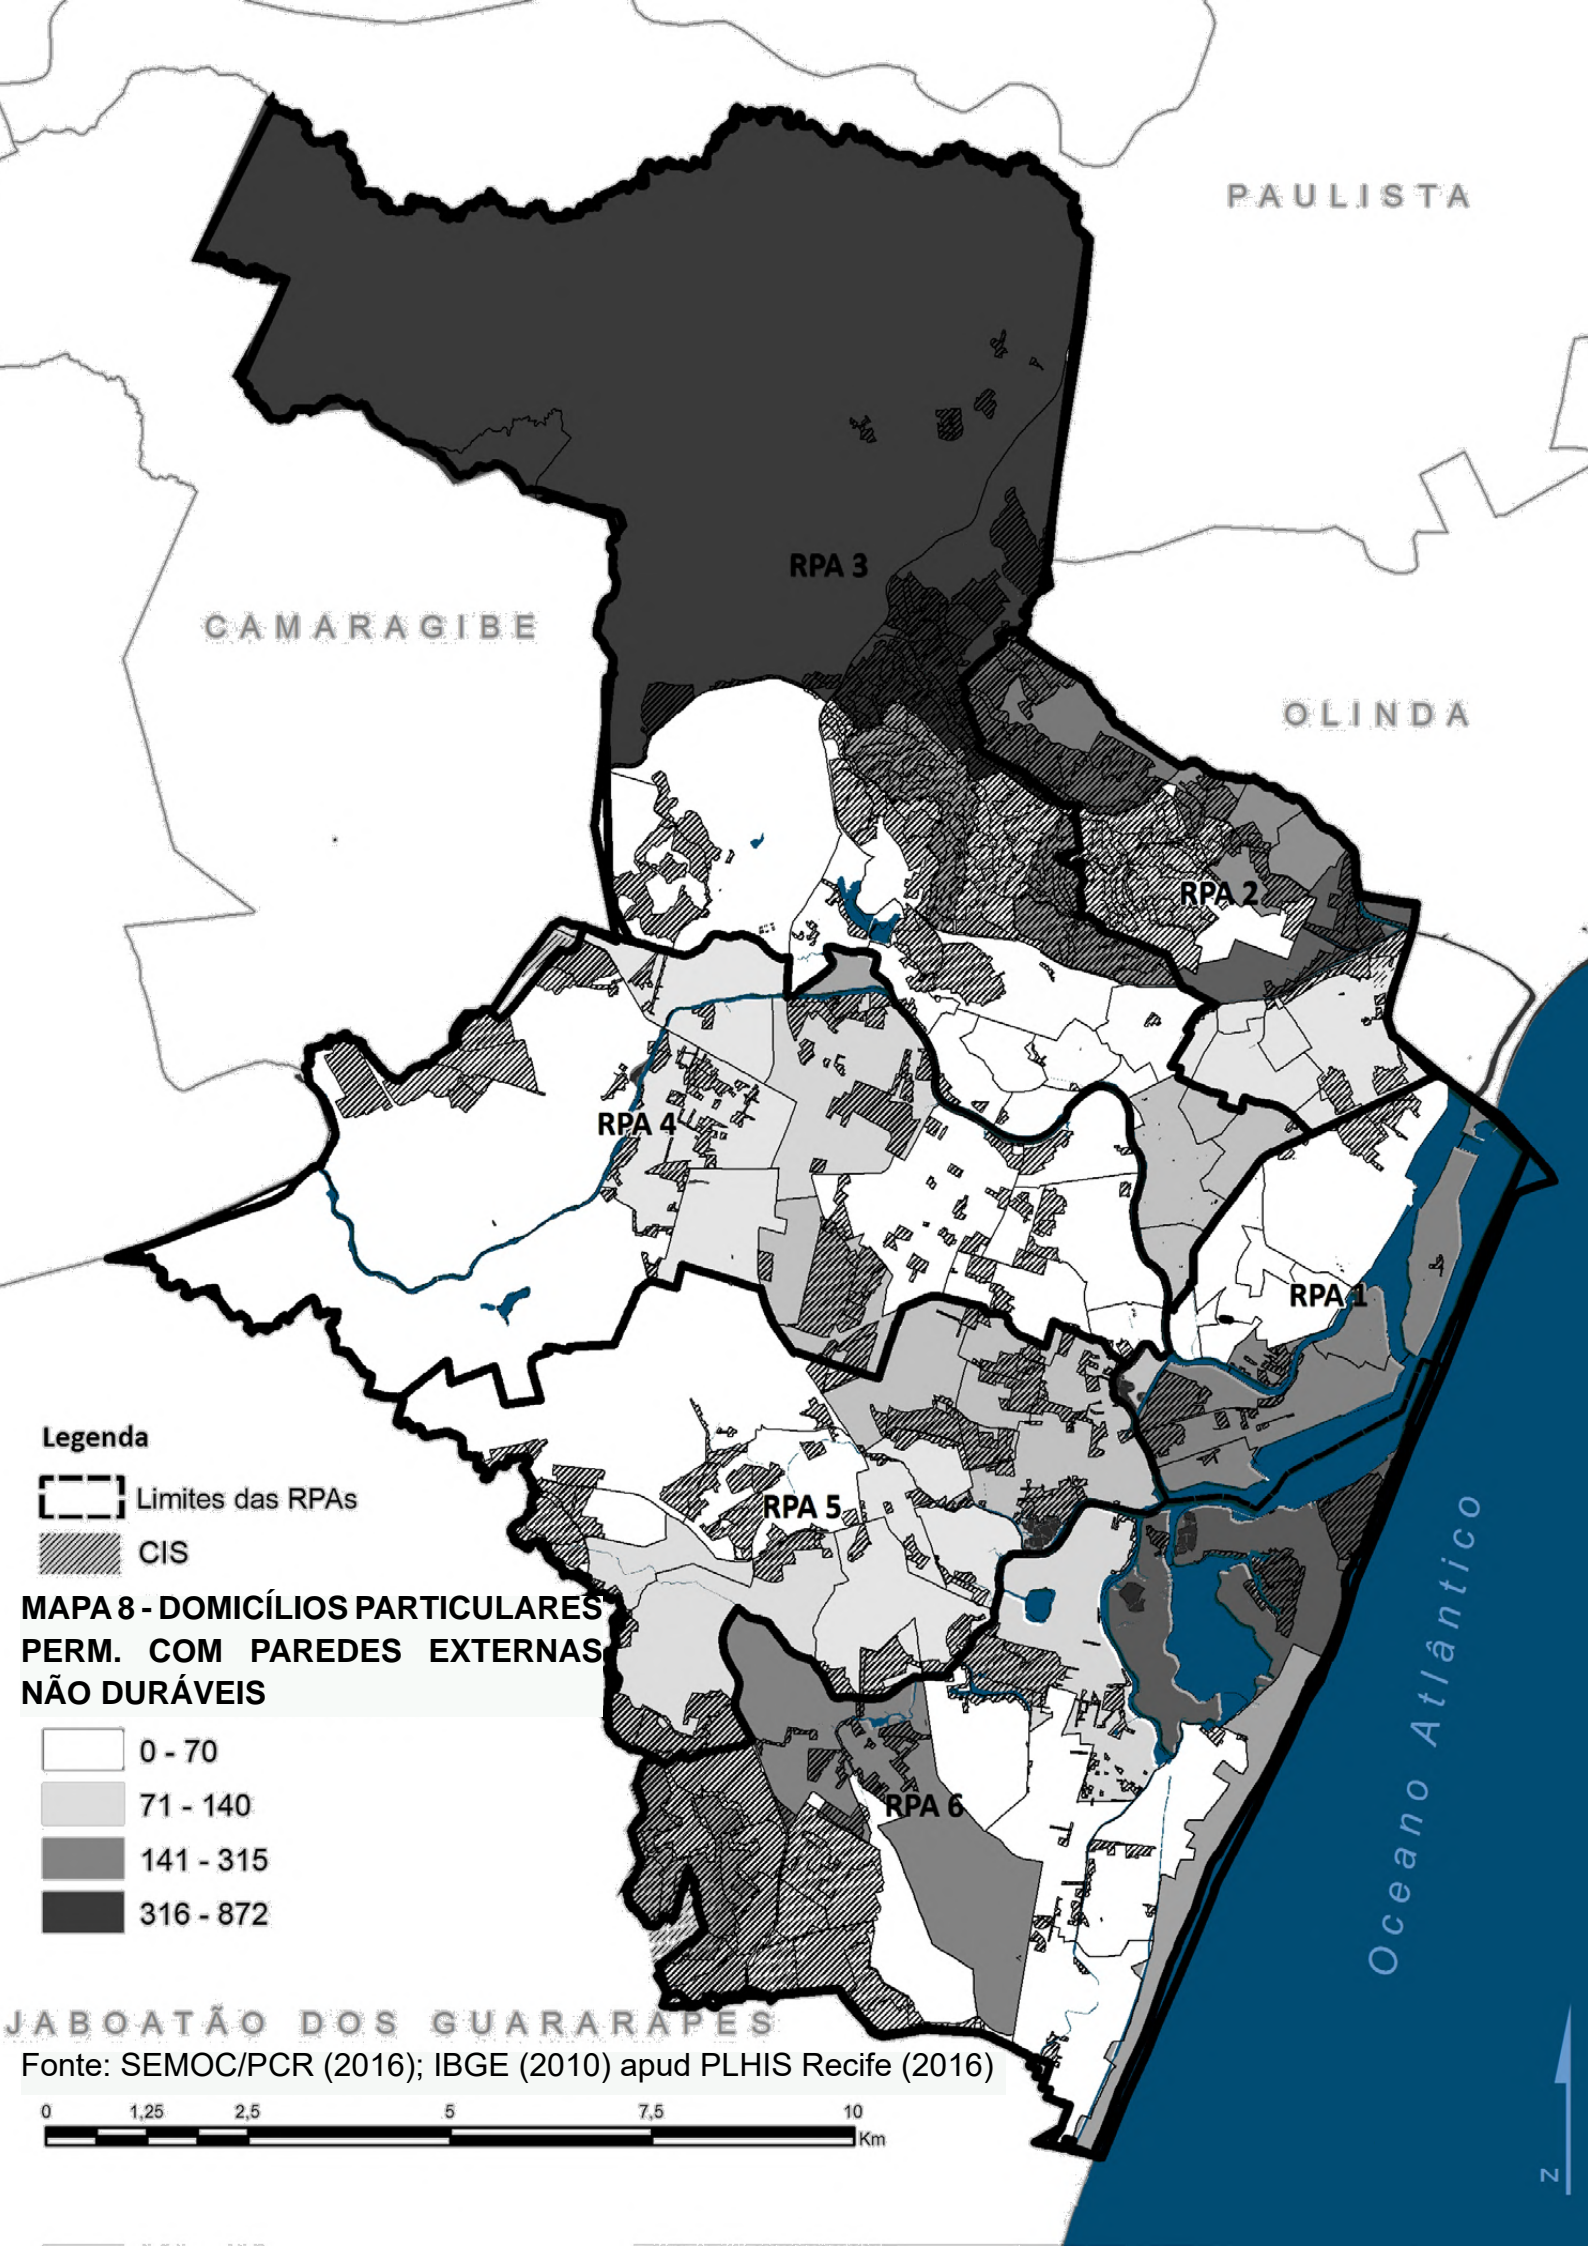 PAULISTA
RPA 3
CAMARAGIBE
OLINDA
RPA 2
RPA 4
RPA 1
Legenda
Limites das RPAs
RPA 5
CIS
MAPA 8 - DOMICÍLIOS PARTICULARES
PERM. COM PAREDES EXTERNAS
NÃO DURÁVEIS
Oceano Atlântico
0 - 70
71 - 140
RPA 6
141 - 315
316 - 872
JABOATÃO DOS GUARARAPES
Fonte: SEMOC/PCR (2016); IBGE (2010) apud PLHIS Recife (2016)
0 1,25 2,5 5 7,5 10
Km
N